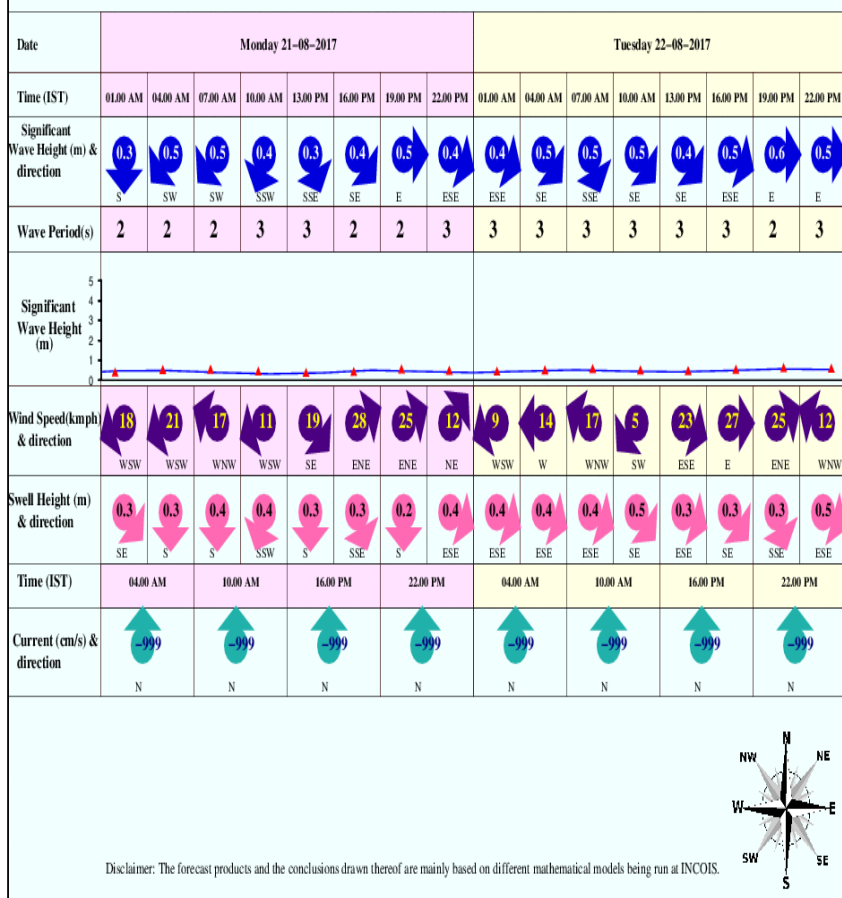 Date Monday 21-08-2017 Tuesday 22-08-2017
Time (IST) 01.00 AM 04.00 AM 07.00 AM 10.00 AM 13.00 PM 16.00 PM 19.00 PM 22.00 PM 01.00 AM 04.00 AM 07.00 AM 10.00 AM 13.00 PM 16.00 PM 19.00 PM 22.00 PM
Significant
Wave Height (m) &
direction
0.3 0.5 0.5 0.4 0.3 0.4 0.5 0.4 0.4 0.5 0.5 0.5 0.4 0.5 0.6 0.5
S SW SW SSW SSE SE E ESE ESE SE SSE SE SE ESE E E
Wave Period(s) 2 2 2 3 3 2 2 3 3 3 3 3 3 3 2 3
Significant
Wave Height
(m)
5
4
3
2
1
0
Wind Speed(kmph)
& direction
18 21 17 11 19 28 25 12 9 14 17 5 23 27 25 12
WSW WSW WNW WSW SE ENE ENE NE WSW W WNW SW ESE E ENE WNW
Swell Height (m)
& direction
0.3 0.3 0.4 0.4 0.3 0.3 0.2 0.4 0.4 0.4 0.4 0.5 0.3 0.3 0.3 0.5
SE S S SSW S SSE S ESE ESE ESE ESE SE ESE SE SSE ESE
Time (IST) 04.00 AM 10.00 AM 16.00 PM 22.00 PM 04.00 AM 10.00 AM 16.00 PM 22.00 PM
Current (cm/s) &
direction
-999 -999 -999 -999 -999 -999 -999 -999
N N N N N N N N
N
NW NE
W E
SW SE
S
Disclaimer: The forecast products and the conclusions drawn thereof are mainly based on different mathematical models being run at INCOIS.